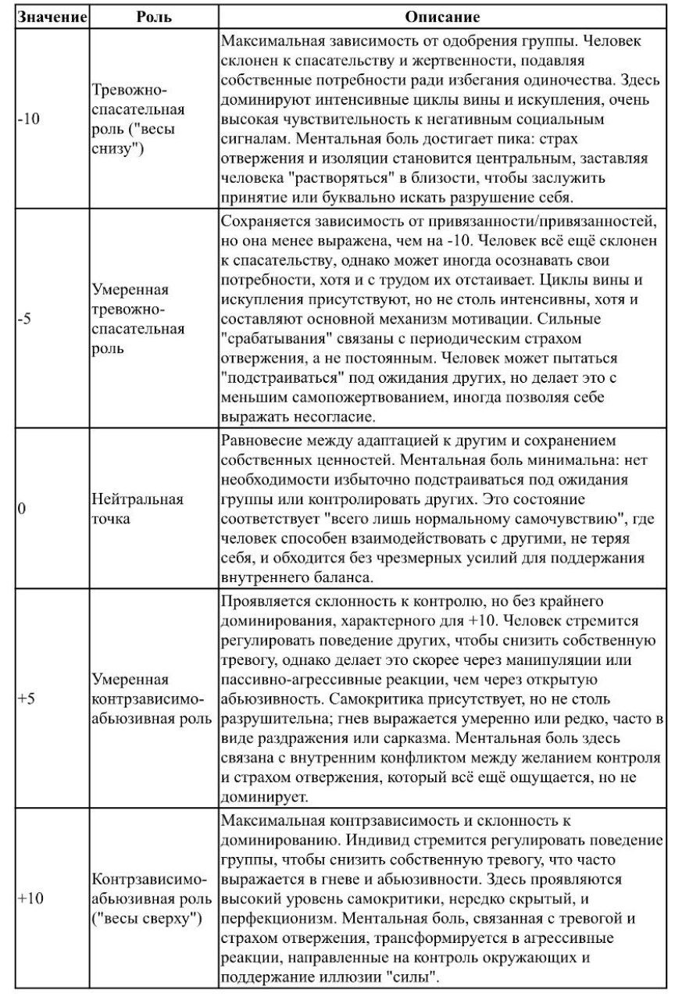 Значение Роль Описание
-10
Тревожно-
спасательная
роль ("весы
снизу")
Максимальная зависимость от одобрения группы. Человек
склонен к спасательству и жертвенности, подавляя
собственные потребности ради избегания одиночества. Здесь
доминируют интенсивные циклы вины и искупления, очень
высокая чувствительность к негативным социальным
сигналам. Ментальная боль достигает пика: страх
отвержения и изоляции становится центральным, заставляя
человека "растворяться" в близости, чтобы заслужить
принятие или буквально искать разрушение себя.
-5
Умеренная
тревожно-
спасательная
роль
Сохраняется зависимость от привязанности/привязанностей,
но она менее выражена, чем на -10. Человек всё ещё склонен
к спасательству, однако может иногда осознавать свои
потребности, хотя и с трудом их отстаивает. Циклы вины и
искупления присутствуют, но не столь интенсивны, хотя и
составляют основной механизм мотивации. Сильные
"срабатывания" связаны с периодическим страхом
отвержения, а не постоянным. Человек может пытаться
"подстраиваться" под ожидания других, но делает это с
меньшим самопожертвованием, иногда позволяя себе
выражать несогласие.
0
Нейтральная
точка
Равновесие между адаптацией к другим и сохранением
собственных ценностей. Ментальная боль минимальна: нет
необходимости избыточно подстраиваться под ожидания
группы или контролировать других. Это состояние
соответствует "всего лишь нормальному самочувствию", где
человек способен взаимодействовать с другими, не теряя
себя, и обходится без чрезмерных усилий для поддержания
внутреннего баланса.
+5
Умеренная
контрзависимо-
абьюзивная роль
Проявляется склонность к контролю, но без крайнего
доминирования, характерного для +10. Человек стремится
регулировать поведение других, чтобы снизить собственную
тревогу, однако делает это скорее через манипуляции или
пассивно-агрессивные реакции, чем через открытую
абьюзивность. Самокритика присутствует, но не столь
разрушительна; гнев выражается умеренно или редко, часто в
виде раздражения или сарказма. Ментальная боль здесь
связана с внутренним конфликтом между желанием контроля
и страхом отвержения, который всё ещё ощущается, но не
доминирует.
+10
Контрзависимо-
абьюзивная роль
("весы сверху")
Максимальная контрзависимость и склонность к
доминированию. Индивид стремится регулировать поведение
группы, чтобы снизить собственную тревогу, что часто
выражается в гневе и абьюзивности. Здесь проявляются
высокий уровень самокритики, нередко скрытый, и
перфекционизм. Ментальная боль, связанная с тревогой и
страхом отвержения, трансформируется в агрессивные
реакции, направленные на контроль окружающих и
поддержание иллюзии "силы".